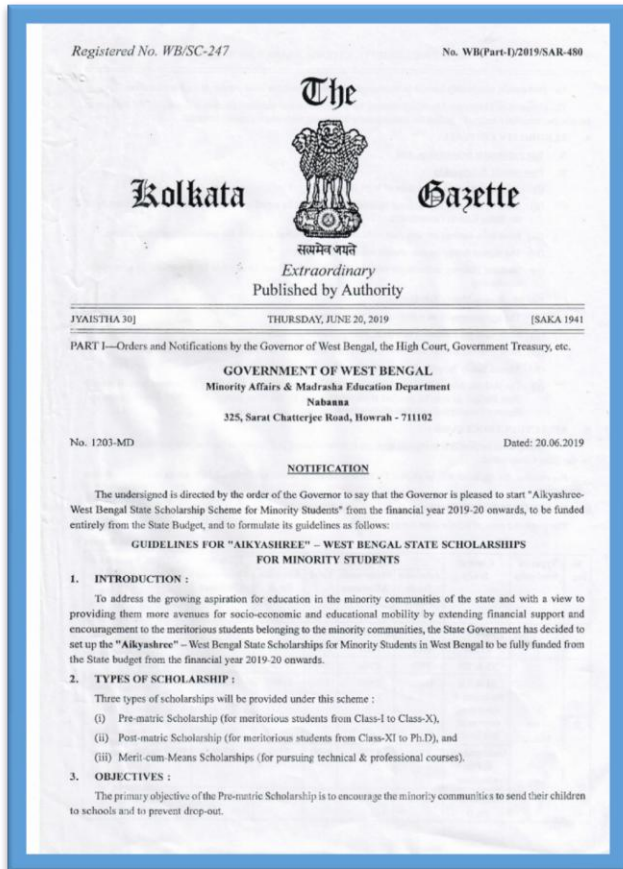 Registered No. WB/SC-247 No. WB(Part-I)/2019/SAR-480
The
Kolkata Gazette
सत्यमेव जयते
Extraordinary
Published by Authority
JYAISTHA 30] THURSDAY, JUNE 20, 2019 [SAKA 1941
PART I—Orders and Notifications by the Governor of West Bengal, the High Court, Government Treasury, etc.
GOVERNMENT OF WEST BENGAL
Minority Affairs & Madrasha Education Department
Nabanna
325, Sarat Chatterjee Road, Howrah - 711102
No. 1203-MD Dated: 20.06.2019
NOTIFICATION
The undersigned is directed by the order of the Governor to say that the Governor is pleased to start "Aikyashree-
West Bengal State Scholarship Scheme for Minority Students" from the financial year 2019-20 onwards, to be funded
entirely from the State Budget, and to formulate its guidelines as follows:
GUIDELINES FOR "AIKYASHREE" – WEST BENGAL STATE SCHOLARSHIPS
FOR MINORITY STUDENTS
1. INTRODUCTION :
To address the growing aspiration for education in the minority communities of the state and with a view to
providing them more avenues for socio-economic and educational mobility by extending financial support and
encouragement to the meritorious students belonging to the minority communities, the State Government has decided to
set up the "Aikyashree" – West Bengal State Scholarships for Minority Students in West Bengal to be fully funded from
the State budget from the financial year 2019-20 onwards.
2. TYPES OF SCHOLARSHIP :
Three types of scholarships will be provided under this scheme :
(i) Pre-matric Scholarship (for meritorious students from Class-I to Class-X),
(ii) Post-matric Scholarship (for meritorious students from Class-XI to Ph.D), and
(iii) Merit-cum-Means Scholarships (for pursuing technical & professional courses).
3. OBJECTIVES :
The primary objective of the Pre-matric Scholarship is to encourage the minority communities to send their children
to schools and to prevent drop-out.